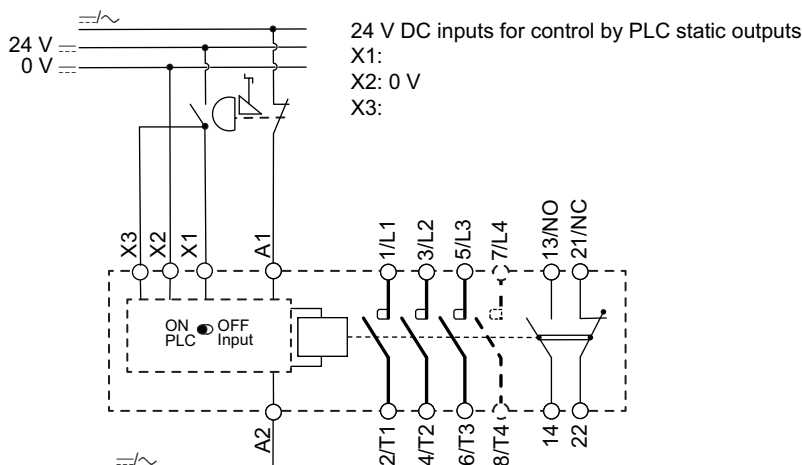 24 V
0 V
24 V DC inputs for control by PLC static outputs
X1:
X2: 0 V
X3:
X3
X2
X1
A1
1/L1
3/L2
5/L3
7/L4
13/NO
21/NC
ON OFF
PLC Input
A2
2/T1
4/T2
6/T3
8/T4
14
22